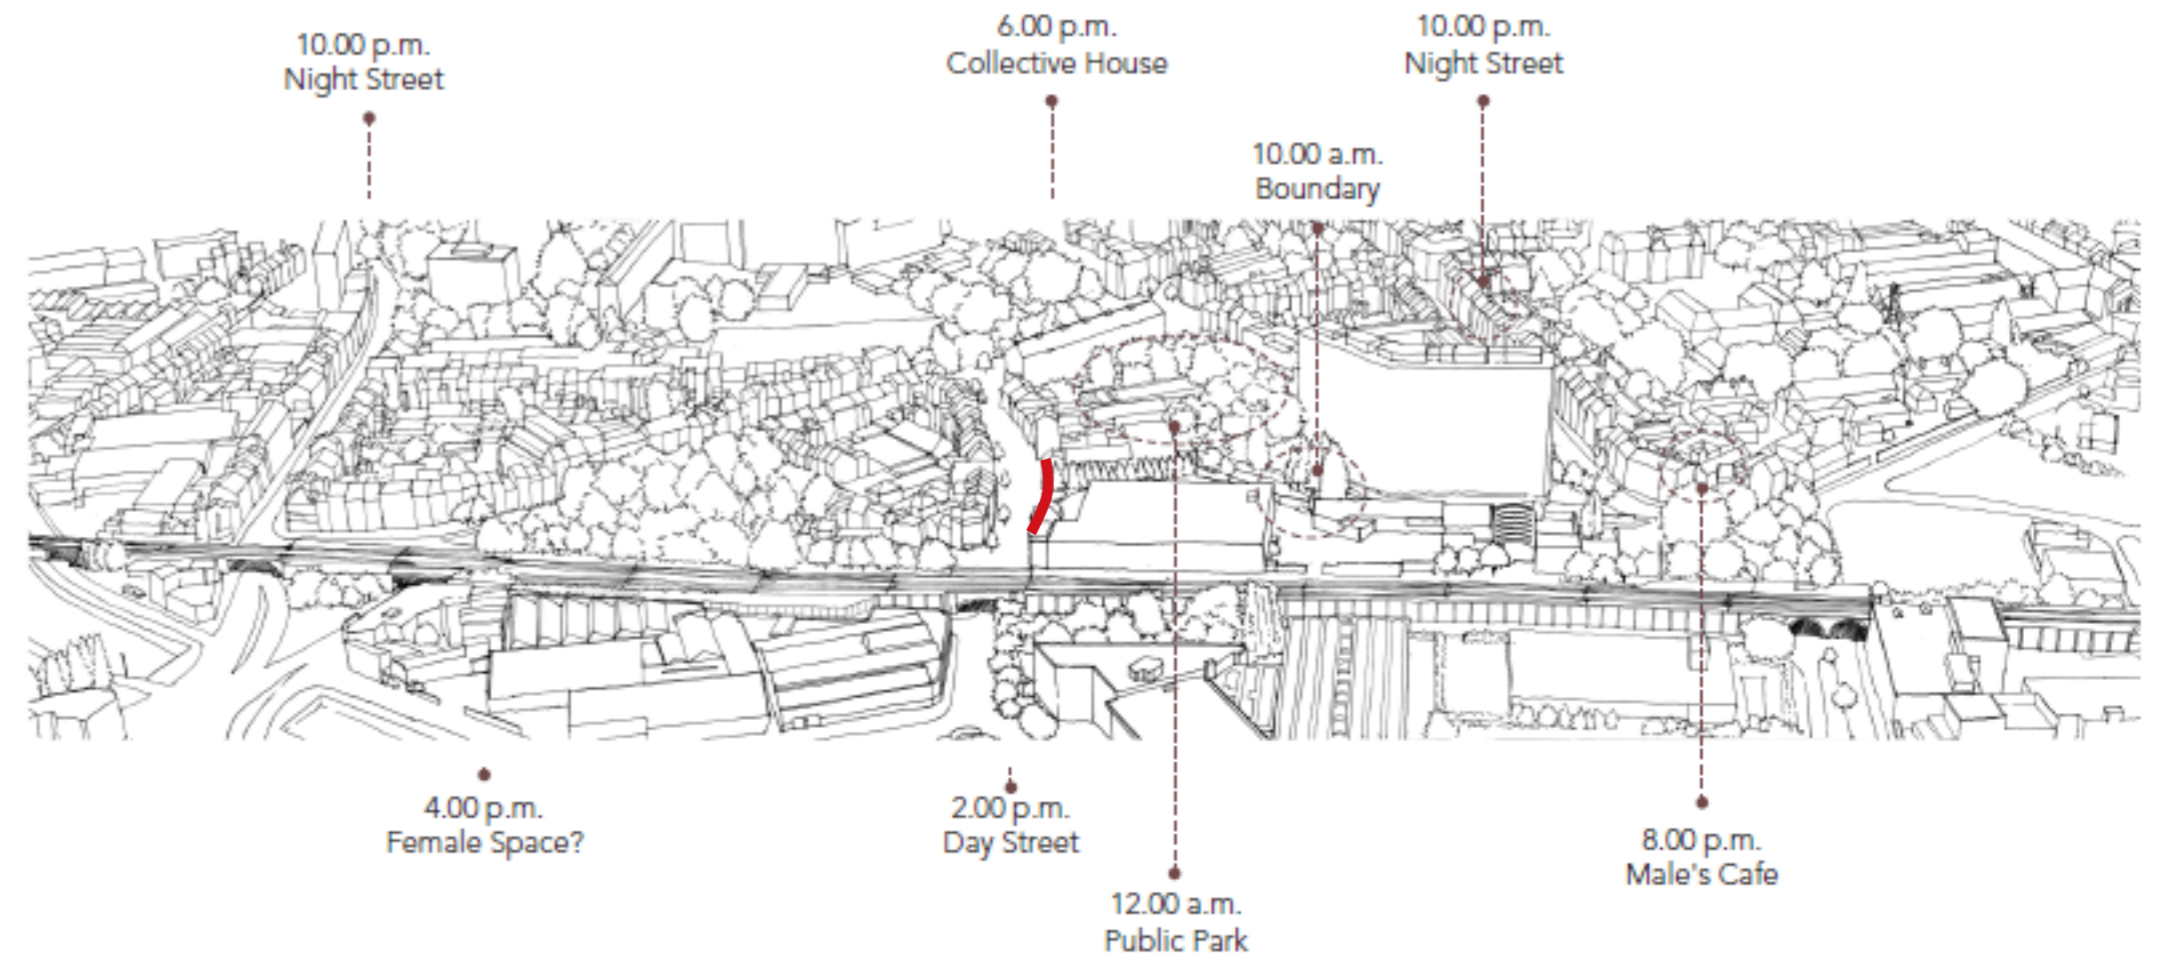 10.00 p.m.
Night Street
6.00 p.m.
Collective House
10.00 p.m.
Night Street
10.00 a.m.
Boundary
4.00 p.m.
Female Space?
2.00 p.m.
Day Street
12.00 a.m.
Public Park
8.00 p.m.
Male's Cafe